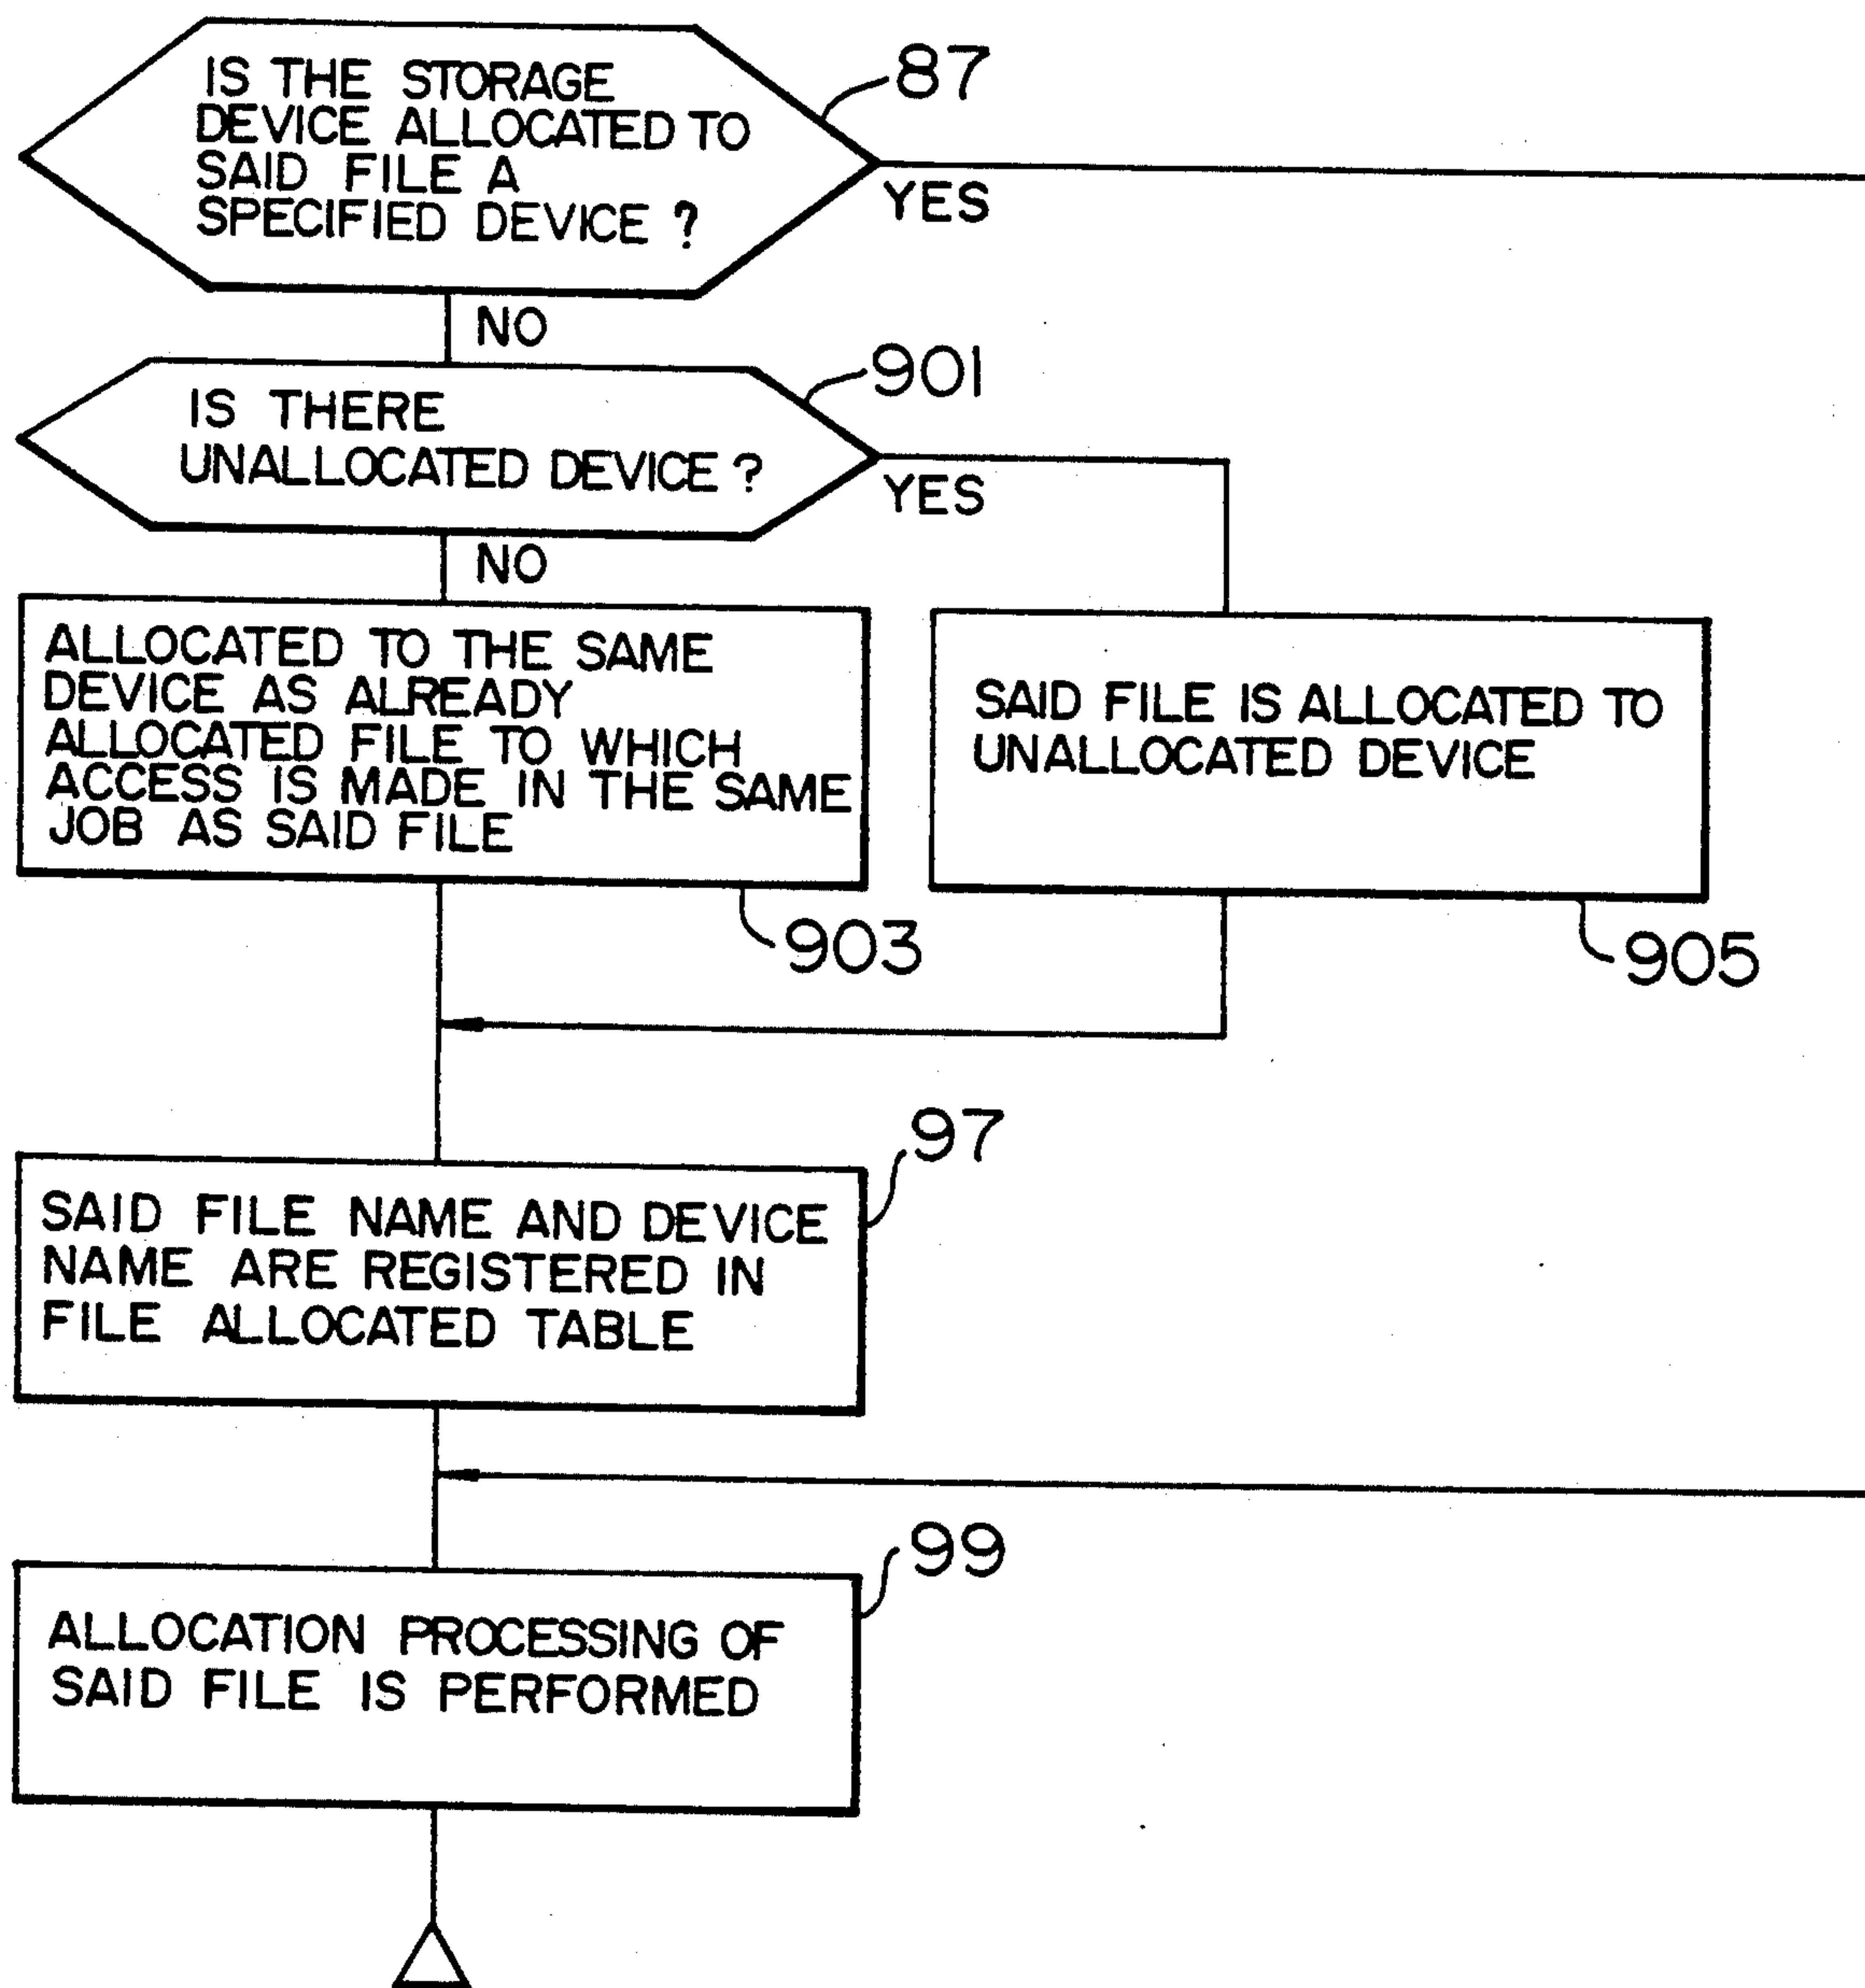 IS THE STORAGE
DEVICE ALLOCATED TO
SAID FILE A
SPECIFIED DEVICE ?
87
YES
NO
IS THERE
UNALLOCATED DEVICE ?
901
YES
NO
ALLOCATED TO THE SAME
DEVICE AS ALREADY
ALLOCATED FILE TO WHICH
ACCESS IS MADE IN THE SAME
JOB AS SAID FILE
903
SAID FILE IS ALLOCATED TO
UNALLOCATED DEVICE
905
SAID FILE NAME AND DEVICE
NAME ARE REGISTERED IN
FILE ALLOCATED TABLE
97
ALLOCATION PROCESSING OF
SAID FILE IS PERFORMED
99